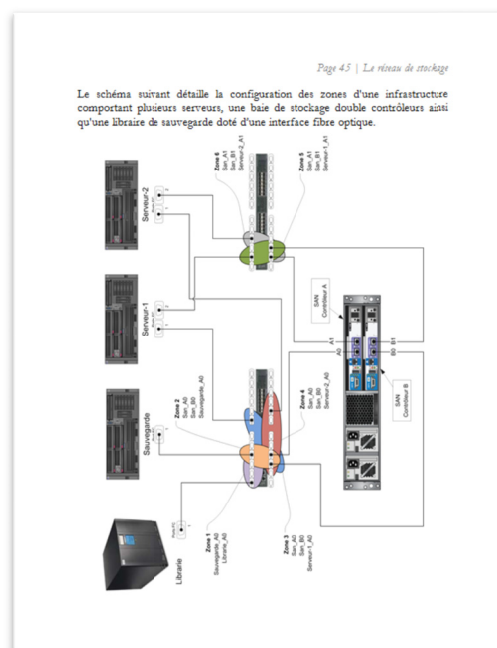 Page 45 | Le réseau de stockage
Le schéma suivant détaille la configuration des zones d'une infrastructure
comportant plusieurs serveurs, une baie de stockage double contrôleurs ainsi
qu'une libraire de sauvegarde doté d'une interface fibre optique.
Serveur-2
Zone 6
San_A1
San_B1
Serveur-2_A1
Zone 5
San_A1
San_B1
Serveur-1_A1
Serveur-1
SAN
Contrôleur A
A1
A0
B1
B0
SAN
Contrôleur B
Sauvegarde
Zone 2
San_A0
San_B0
Sauvegarde_A0
Zone 4
San_A0
San_B0
Serveur-2_A0
Librairie
Zone 1
Sauvegarde_A0
Librairie_A0
Zone 3
San_A0
San_B0
Serveur-1_A0